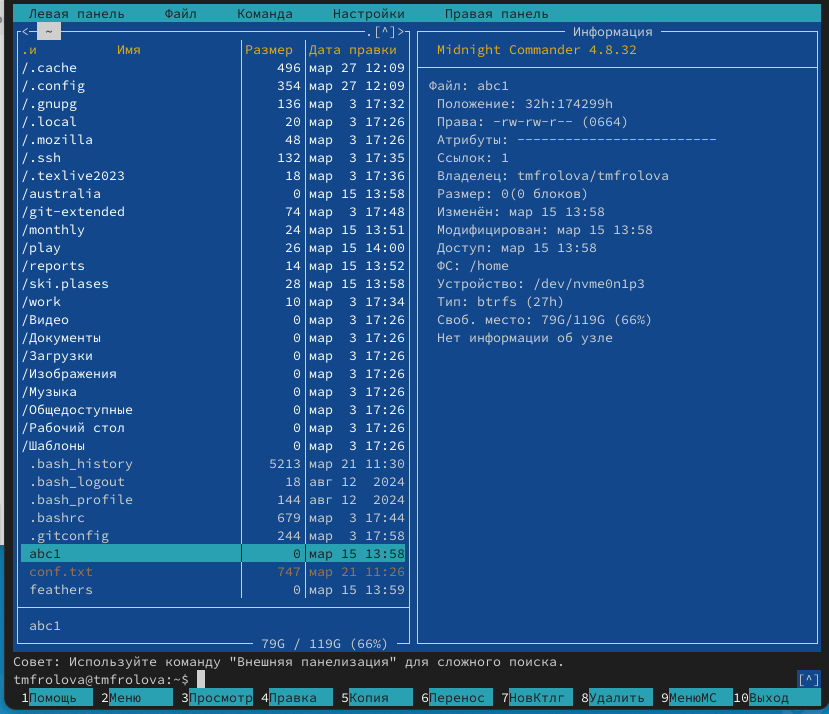 Левая панель Файл Команда Настройки Правая панель
<- ~ .[^]> Информация
.и Имя Размер Дата правки
Midnight Commander 4.8.32
/.cache 496 мар 27 12:09
/.config 354 мар 27 12:09
/.gnupg 136 мар 3 17:32
/.local 20 мар 3 17:26
/.mozilla 48 мар 3 17:26
/.ssh 132 мар 3 17:35
/.texlive2023 18 мар 3 17:36
/australia 0 мар 15 13:58
/git-extended 74 мар 3 17:48
/monthly 24 мар 15 13:51
/play 26 мар 15 14:00
/reports 14 мар 15 13:52
/ski.plases 28 мар 15 13:58
/work 10 мар 3 17:34
/Видео 0 мар 3 17:26
/Документы 0 мар 3 17:26
/Загрузки 0 мар 3 17:26
/Изображения 0 мар 3 17:26
/Музыка 0 мар 3 17:26
/Общедоступные 0 мар 3 17:26
/Рабочий стол 0 мар 3 17:26
/Шаблоны 0 мар 3 17:26
.bash_history 5213 мар 21 11:30
.bash_logout 18 авг 12 2024
.bash_profile 144 авг 12 2024
.bashrc 679 мар 3 17:44
.gitconfig 244 мар 3 17:58
abc1 0 мар 15 13:58
conf.txt 747 мар 21 11:26
feathers 0 мар 15 13:59
abc1
79G / 119G (66%)
Файл: abc1
Положение: 32h:174299h
Права: -rw-rw-r-- (0664)
Атрибуты: -------------------------
Ссылок: 1
Владелец: tmfrolova/tmfrolova
Размер: 0(0 блоков)
Изменён: мар 15 13:58
Модифицирован: мар 15 13:58
Доступ: мар 15 13:58
ФС: /home
Устройство: /dev/nvme0n1p3
Тип: btrfs (27h)
Своб. место: 79G/119G (66%)
Нет информации об узле
Совет: Используйте команду "Внешняя панелизация" для сложного поиска.
tmfrolova@tmfrolova:~$ [^]
1Помощь 2Меню 3Просмотр 4Правка 5Копия 6Перенос 7НовКтлг 8Удалить 9МенюМС 10Выход